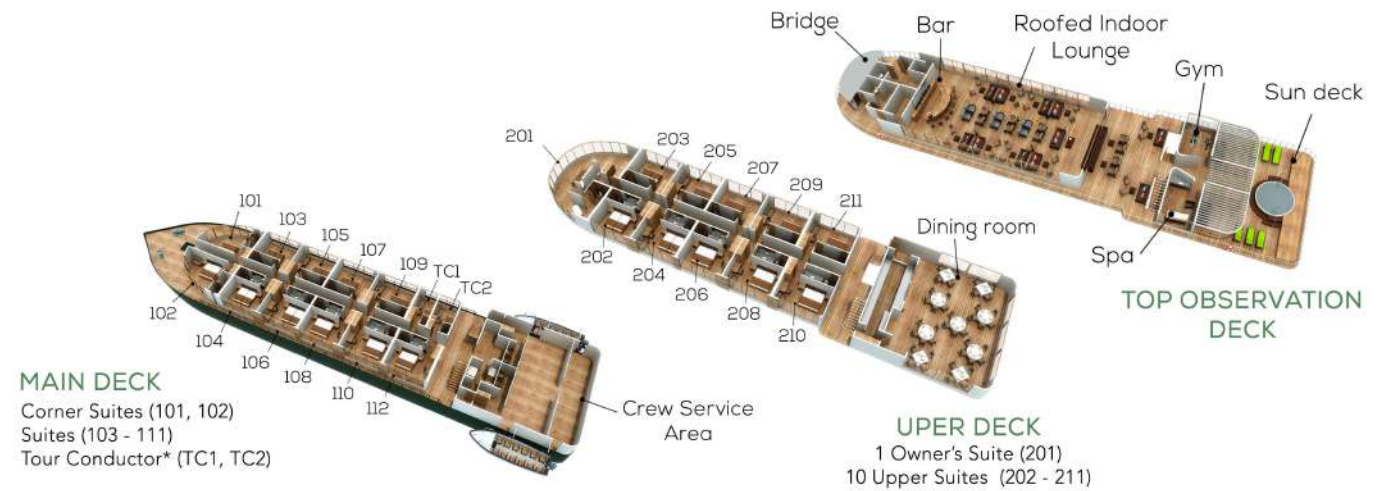 Bridge
Bar
Roofed Indoor
Lounge
Gym
Sun deck
Spa
TOP OBSERVATION
DECK
201
203
205
207
209
211
Dining room
202
204
206
208
210
UPER DECK
1 Owner's Suite (201)
10 Upper Suites (202 - 211)
101
103
105
107
109
TC1
TC2
102
104
106
108
110
112
Crew Service
Area
MAIN DECK
Corner Suites (101, 102)
Suites (103 - 111)
Tour Conductor* (TC1, TC2)